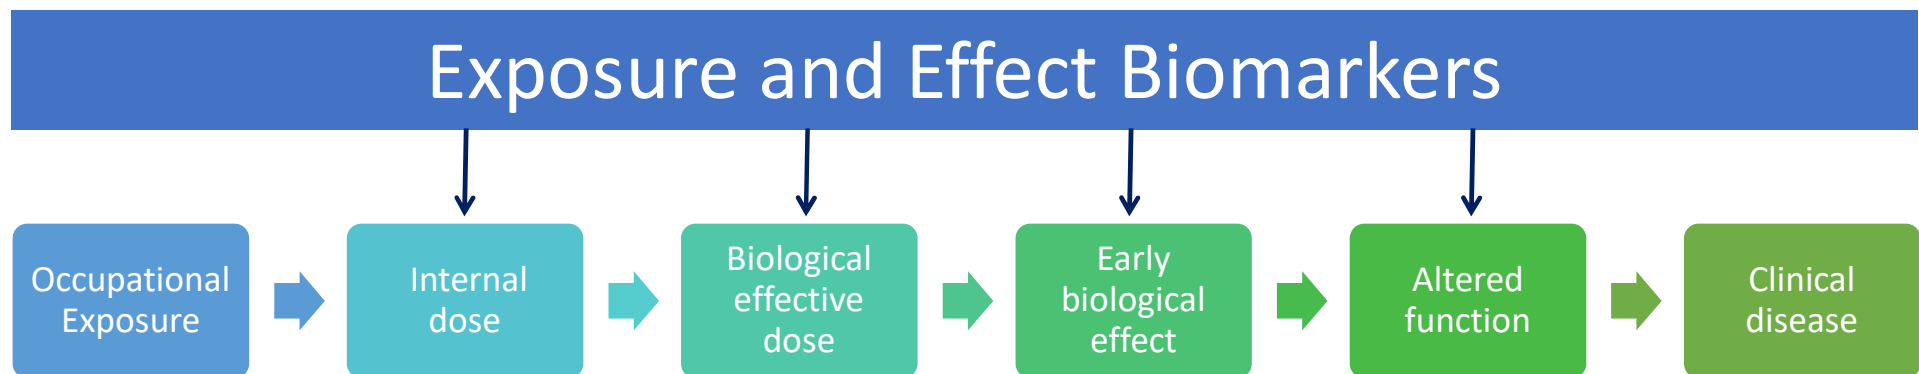 Exposure and Effect Biomarkers
Occupational
Exposure
Internal
dose
Biological
effective
dose
Early
biological
effect
Altered
function
Clinical
disease